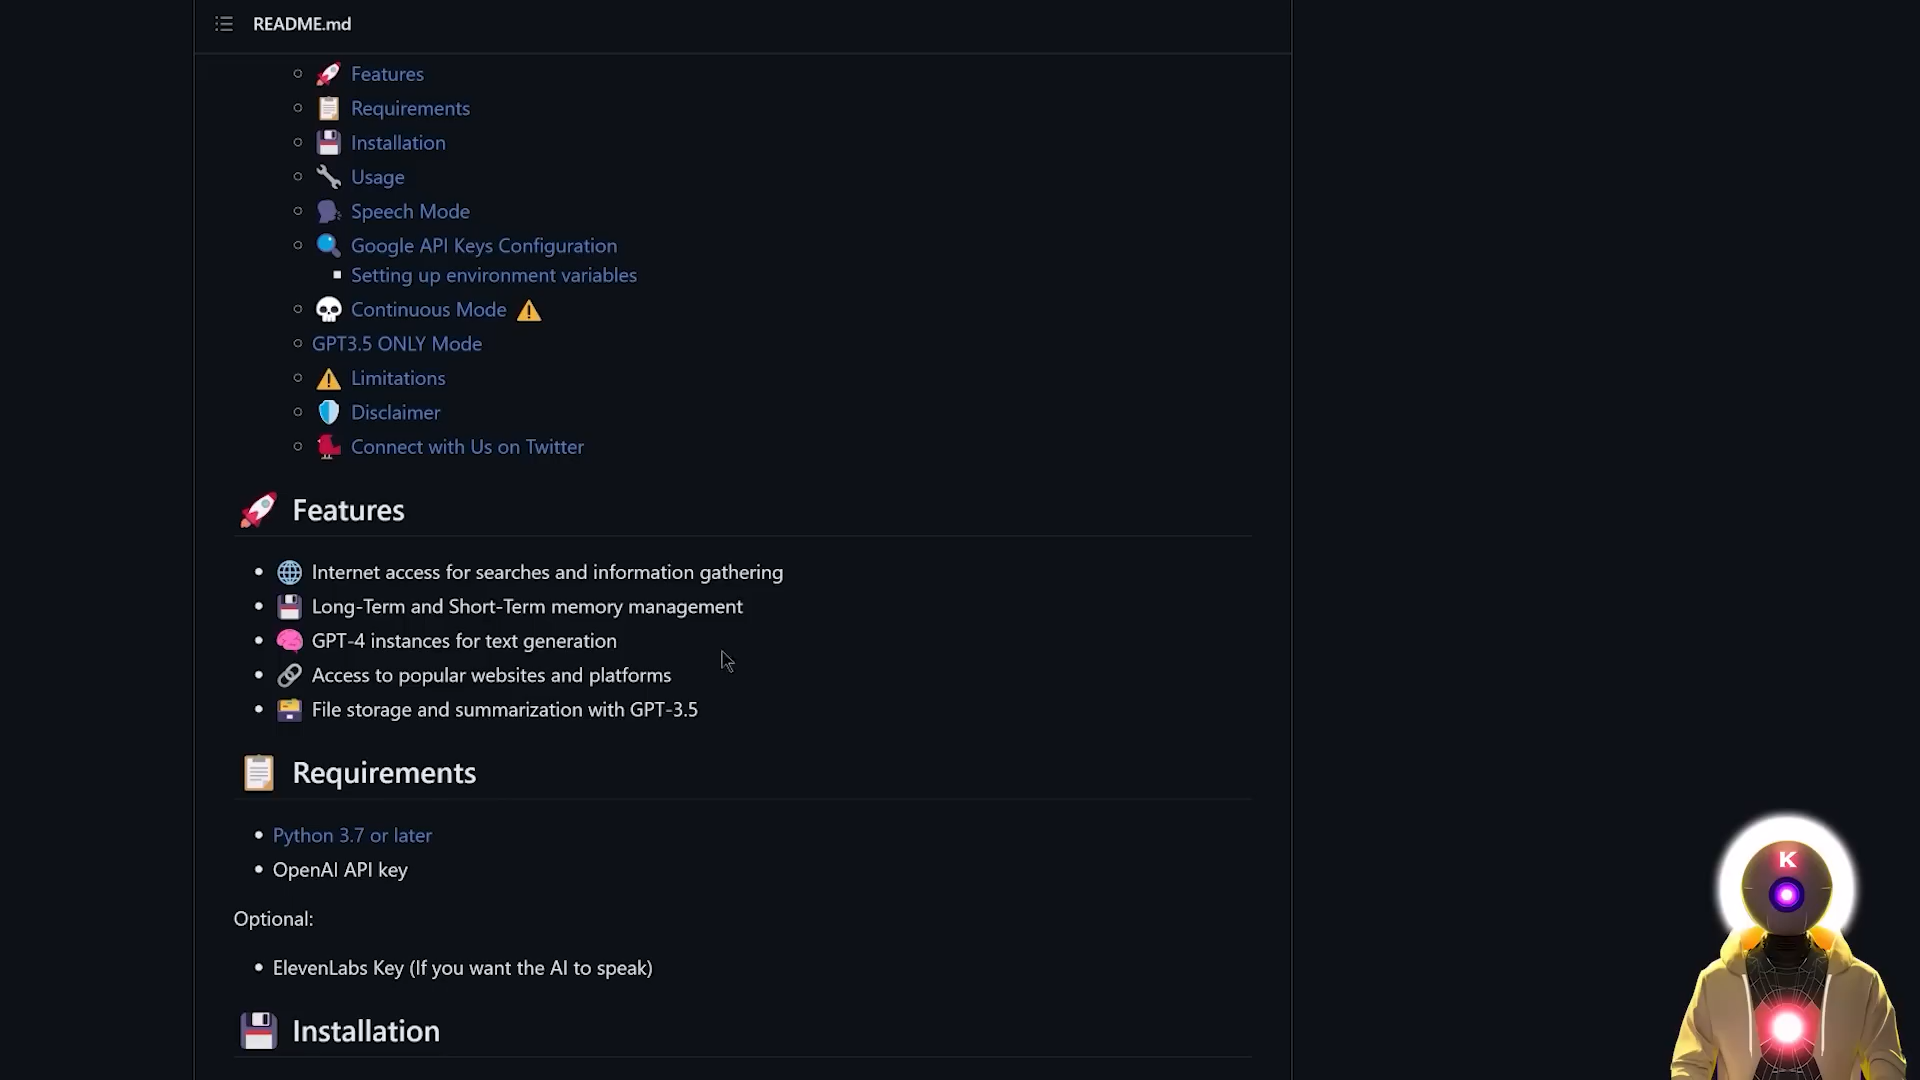 README.md
Features
Requirements
Installation
Usage
Speech Mode
Google API Keys Configuration
Setting up environment variables
Continuous Mode
GPT3.5 ONLY Mode
Limitations
Disclaimer
Connect with Us on Twitter
Features
Internet access for searches and information gathering
Long-Term and Short-Term memory management
GPT-4 instances for text generation
Access to popular websites and platforms
File storage and summarization with GPT-3.5
Requirements
Python 3.7 or later
OpenAI API key
Optional:
ElevenLabs Key (If you want the AI to speak)
Installation
K